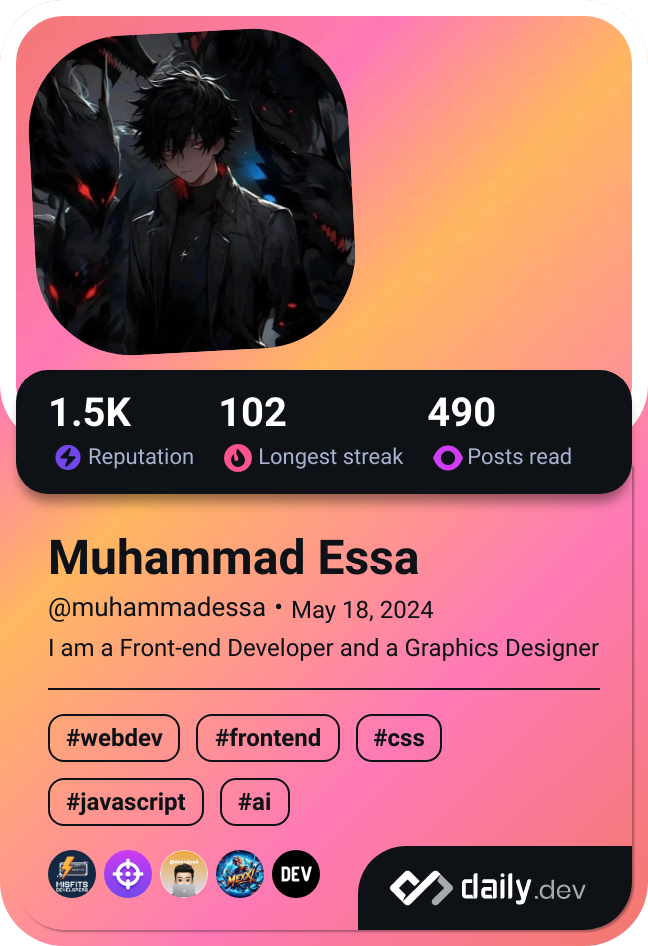 1.5K 102 490
Reputation Longest streak Posts read
Muhammad Essa
@muhammadessa • May 18, 2024
I am a Front-end Developer and a Graphics Designer
#webdev #frontend #css
#javascript #ai
MISFITS
DEVELOPERS
DEV
daily.dev